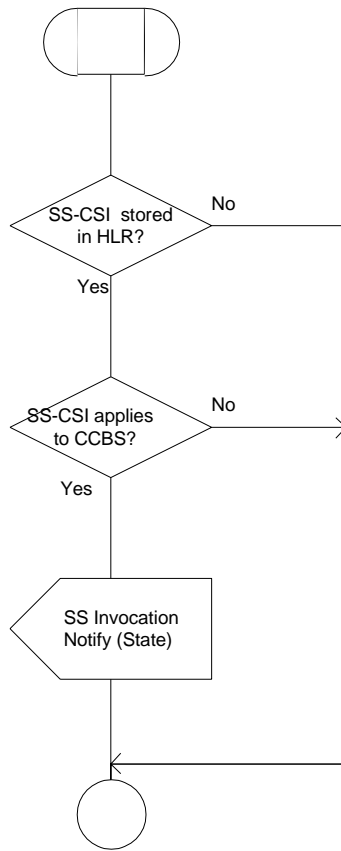 SS-CSI stored
in HLR?
No
Yes
SS-CSI applies
to CCBS?
No
Yes
SS Invocation
Notify (State)